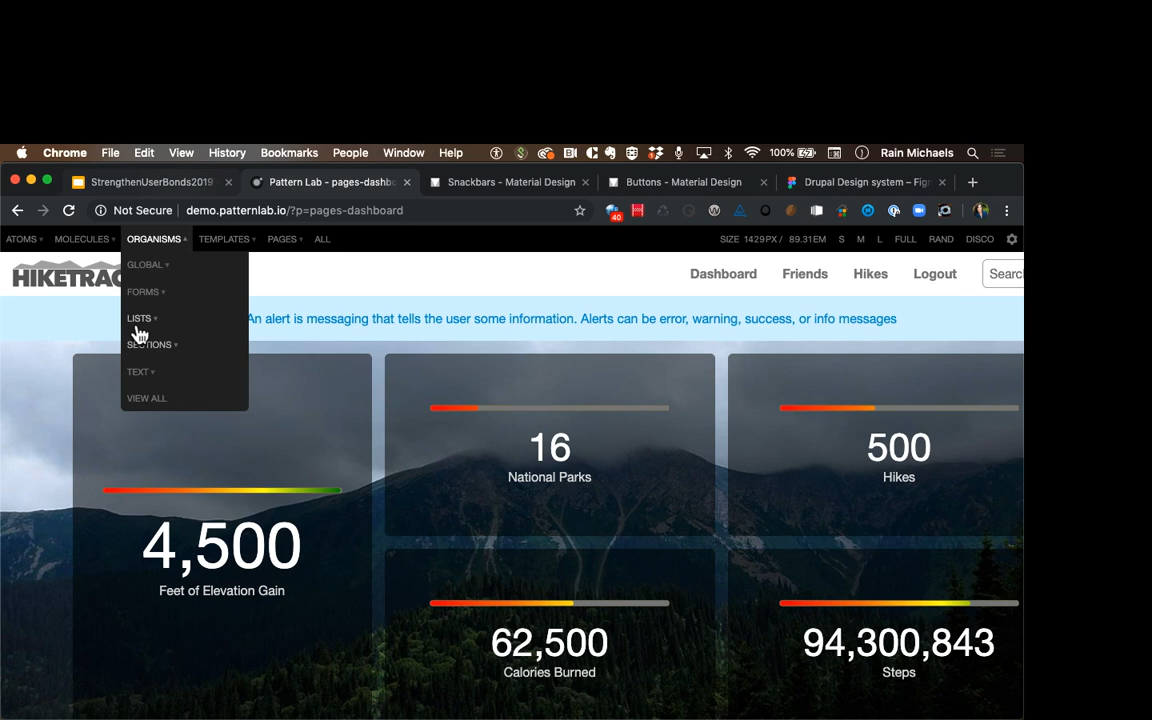 Chrome File Edit View History Bookmarks People Window Help 100% Rain Michaels
StrengthenUserBonds2019 Pattern Lab - pages-dashbo Snackbars - Material Design Buttons - Material Design Drupal Design system – Fig
Not Secure demo.patternlab.io/?p=pages-dashboard 40
ATOMS MOLECULES ORGANISMS TEMPLATES PAGES ALL SIZE 1429PX / 89.31EM S M L FULL RAND DISCO
GLOBAL
FORMS
LISTS
SECTIONS
TEXT
VIEW ALL
HIKETRAC Dashboard Friends Hikes Logout Searc
An alert is messaging that tells the user some information. Alerts can be error, warning, success, or info messages
4,500
Feet of Elevation Gain
16
National Parks
500
Hikes
62,500
Calories Burned
94,300,843
Steps